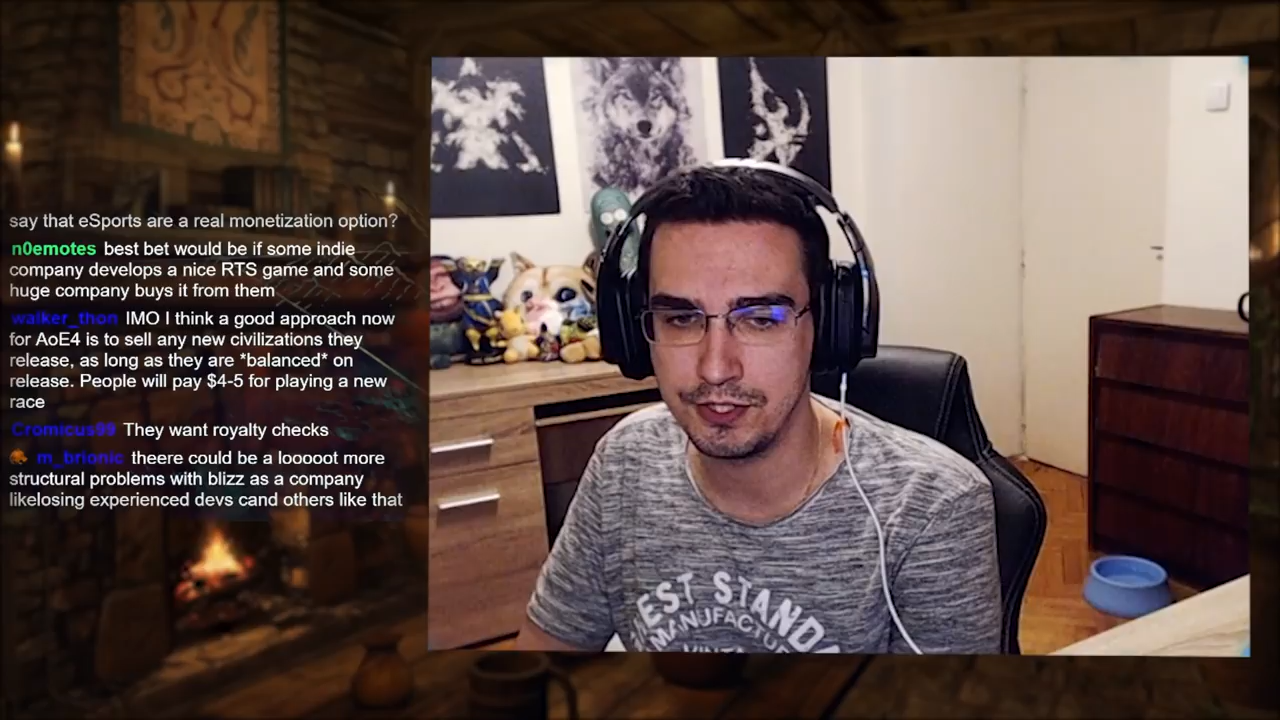 say that eSports are a real monetization option?
n0emotes best bet would be if some indie
company develops a nice RTS game and some
huge company buys it from them
walker_thon IMO I think a good approach now
for AoE4 is to sell any new civilizations they
release, as long as they are *balanced* on
release. People will pay $4-5 for playing a new
race
Cromicus99 They want royalty checks
m_brionic theere could be a looooot more
structural problems with blizz as a company
likelosing experienced devs cand others like that
EST STANDA
MANUFACTU